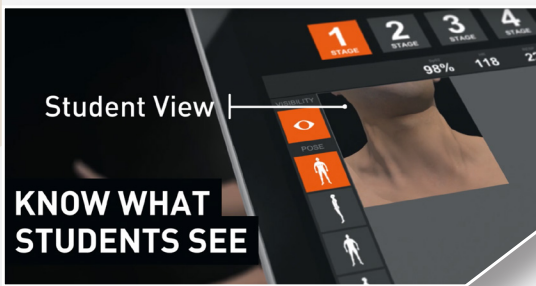 1
STAGE
2
STAGE
3
STAGE
4
STAGE
98%
118
Student View
VISIBILITY
POSE
KNOW WHAT
STUDENTS SEE